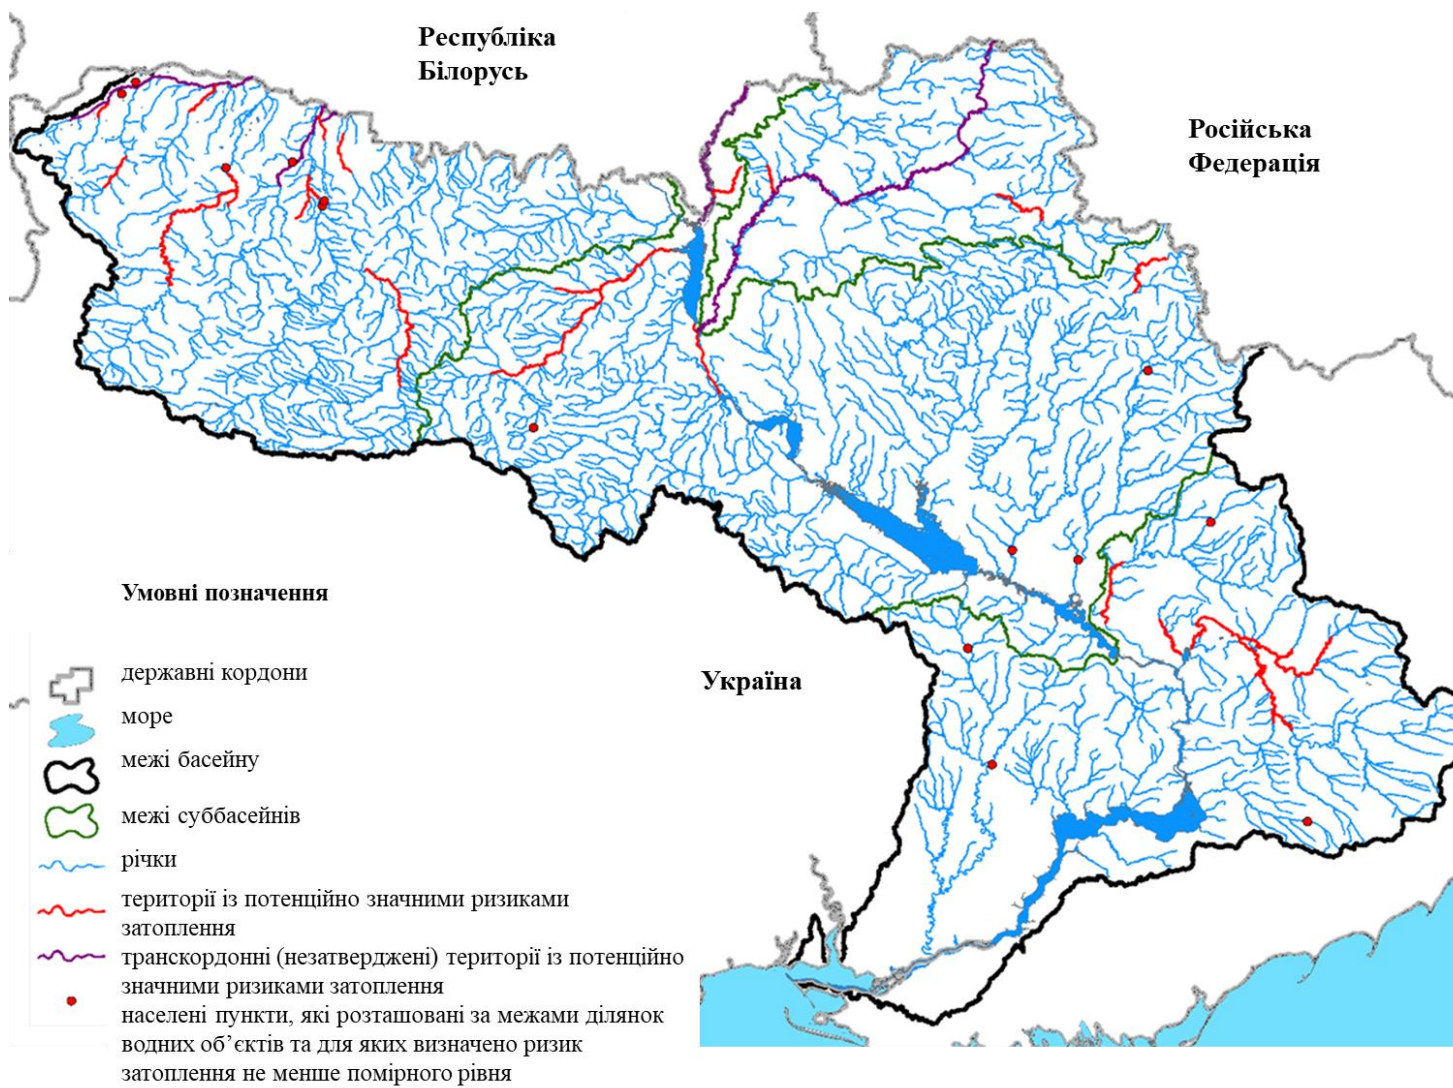 Республіка
Білорусь
Російська
Федерація
Умовні позначення
Україна
державні кордони
море
межі басейну
межі суббасейнів
річки
території із потенційно значними ризиками
затоплення
транскордонні (незатверджені) території із потенційно
значними ризиками затоплення
населені пункти, які розташовані за межами ділянок
водних об’єктів та для яких визначено ризик
затоплення не менше помірного рівня